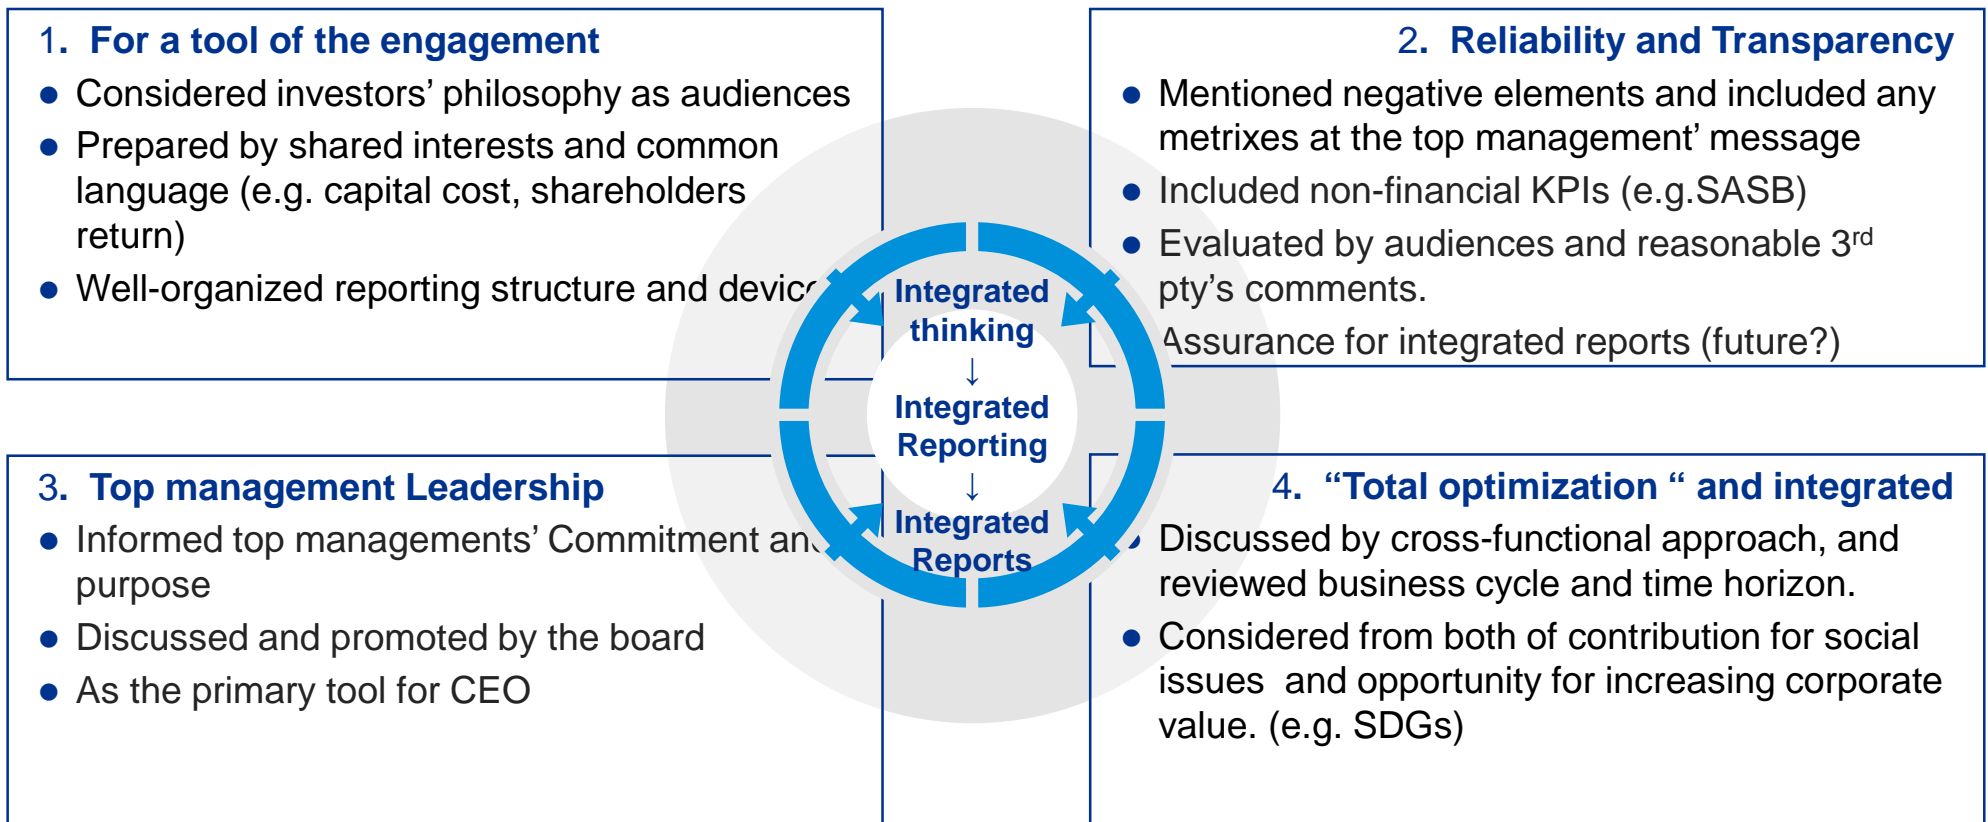 1. For a tool of the engagement
● Considered investors’ philosophy as audiences
● Prepared by shared interests and common
language (e.g. capital cost, shareholders
return)
● Well-organized reporting structure and device
2. Reliability and Transparency
● Mentioned negative elements and included any
metrixes at the top management’ message
● Included non-financial KPIs (e.g.SASB)
● Evaluated by audiences and reasonable 3rd
pty’s comments.
Assurance for integrated reports (future?)
Integrated
thinking
↓
Integrated
Reporting
↓
Integrated
Reports
3. Top management Leadership
● Informed top managements’ Commitment and
purpose
● Discussed and promoted by the board
● As the primary tool for CEO
4. “Total optimization “ and integrated
● Discussed by cross-functional approach, and
reviewed business cycle and time horizon.
● Considered from both of contribution for social
issues  and opportunity for increasing corporate
value. (e.g. SDGs)